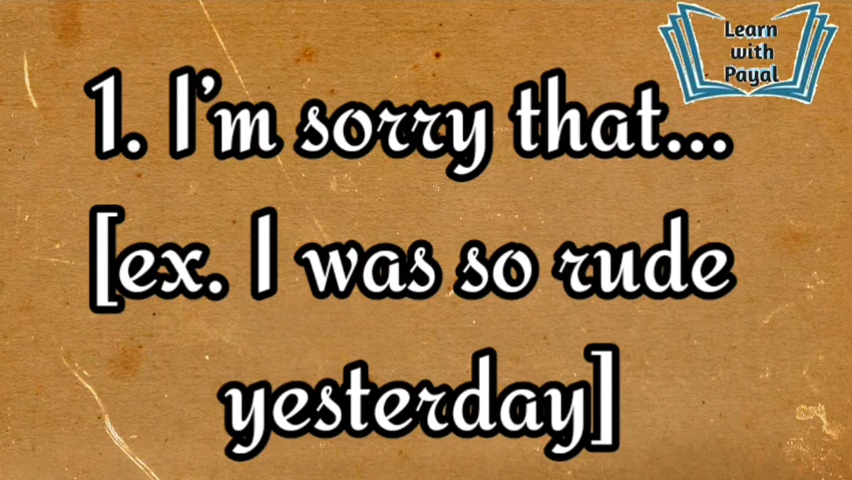 Learn
with
Payal
1. I'm sorry that...
[ex. I was so rude
yesterday]